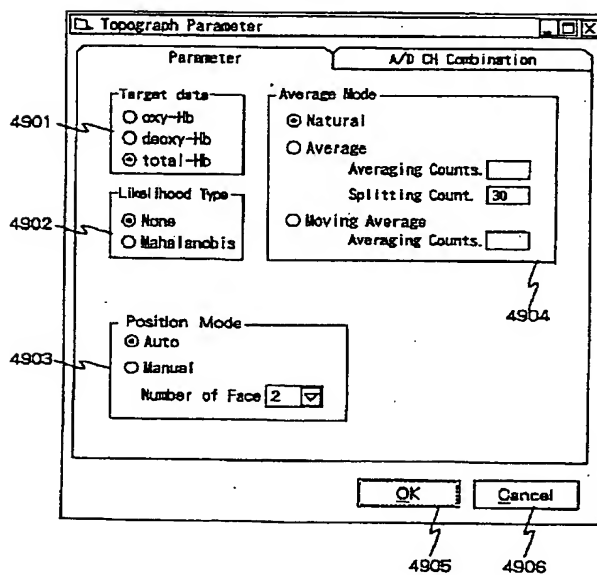 Topograph Parameter
Parameter
A/D CH Combination
Target data
oxy-Hb
deoxy-Hb
total-Hb
4901
Likelihood Type
None
Mahalanobis
4902
Average Mode
Natural
Average
Averaging Counts.
Splitting Count. 30
Moving Average
Averaging Counts.
4904
Position Mode
Auto
Manual
Number of Face 2
4903
OK
Cancel
4905
4906